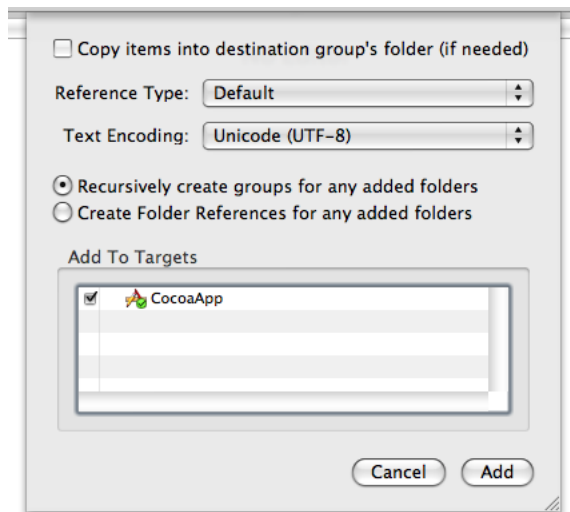 Copy items into destination group's folder (if needed)
Reference Type: Default
Text Encoding: Unicode (UTF-8)
Recursively create groups for any added folders
Create Folder References for any added folders
Add To Targets
CocoaApp
Cancel Add